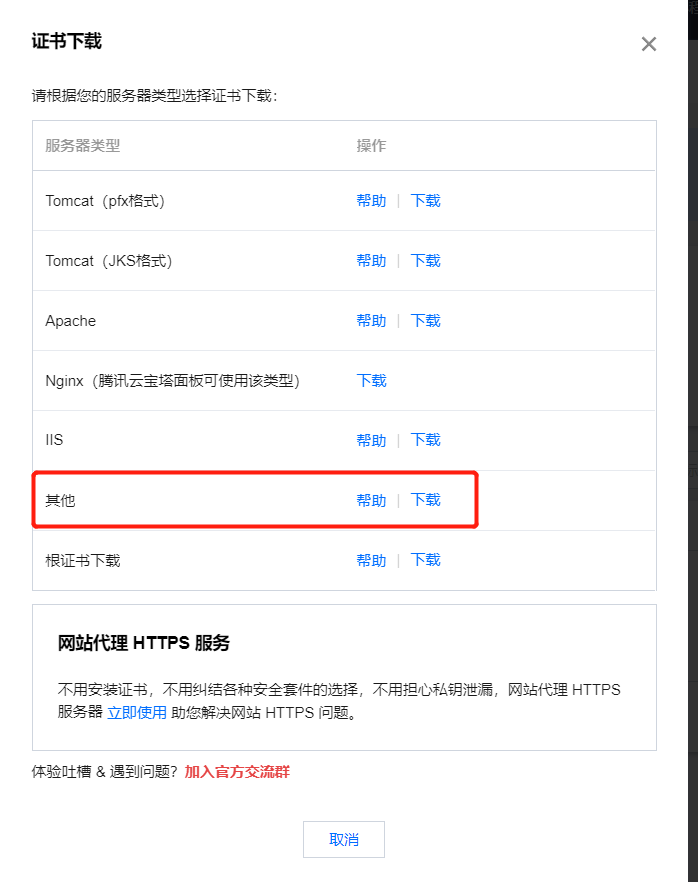 证书下载
请根据您的服务器类型选择证书下载：
服务器类型 操作
Tomcat（pfx格式） 帮助 | 下载
Tomcat（JKS格式） 帮助 | 下载
Apache 帮助 | 下载
Nginx（腾讯云宝塔面板可使用该类型） 下载
IIS 帮助 | 下载
其他 帮助 | 下载
根证书下载 帮助 | 下载
网站代理 HTTPS 服务
不用安装证书，不用纠结各种安全套件的选择，不用担心私钥泄漏，网站代理 HTTPS
服务器 立即使用 助您解决网站 HTTPS 问题。
体验吐槽 & 遇到问题？加入官方交流群
取消